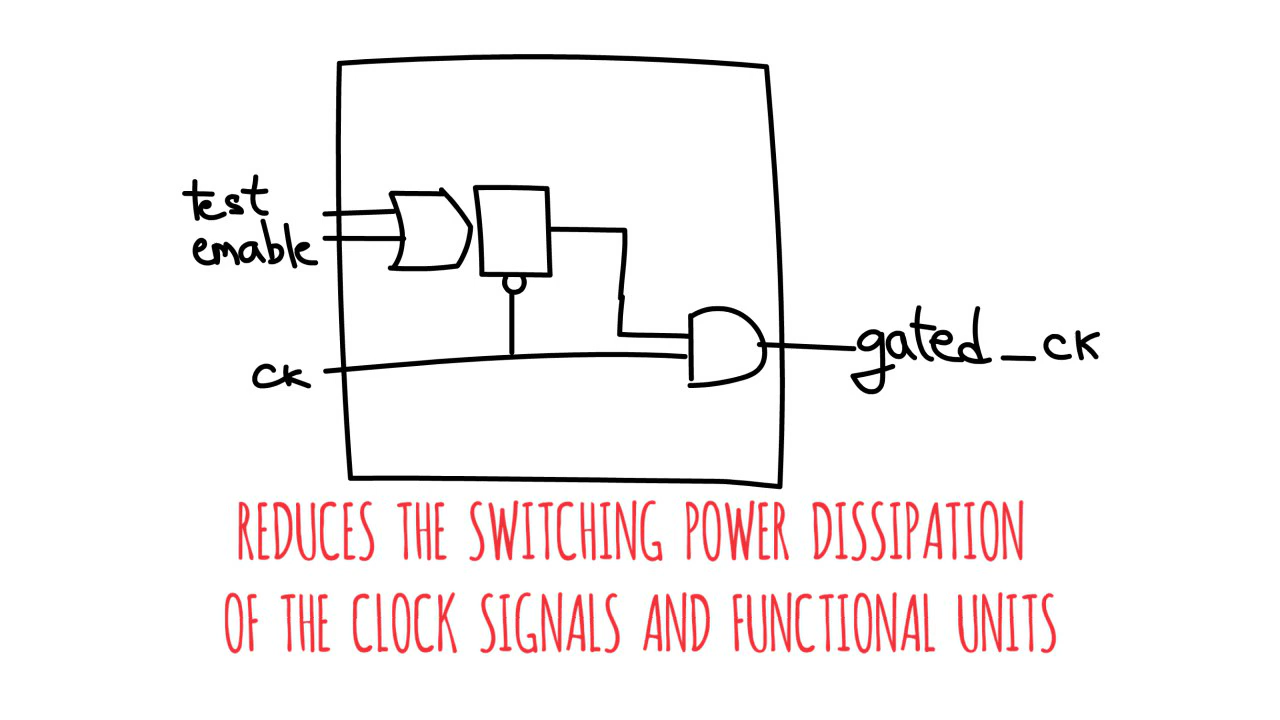 test
emable
ck
gated_ck
REDUCES THE SWITCHING POWER DISSIPATION
OF THE CLOCK SIGNALS AND FUNCTIONAL UNITS